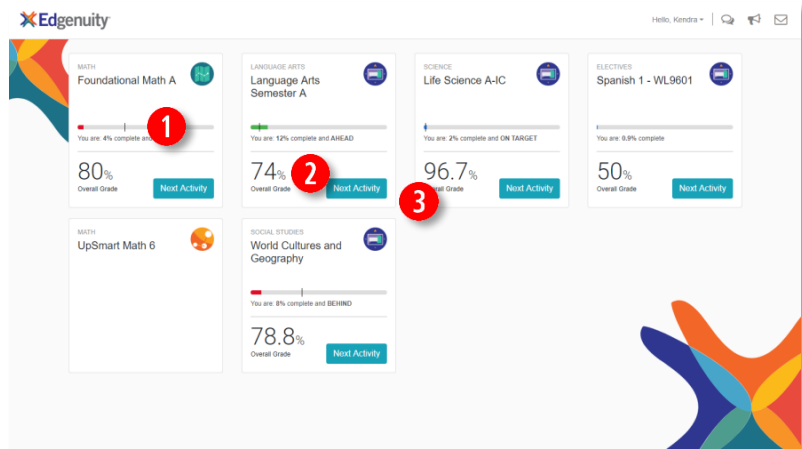 Edgenuity
Hello, Kendra
MATH
Foundational Math A
You are: 4% complete and
1
80%
Overall Grade
Next Activity
LANGUAGE ARTS
Language Arts
Semester A
You are: 12% complete and AHEAD
74%
2
Overall Grade
Next Activity
SCIENCE
Life Science A-IC
You are: 2% complete and ON TARGET
96.7%
3
Grade
Next Activity
ELECTIVES
Spanish 1 - WL9601
You are: 0.9% complete
50%
Overall Grade
Next Activity
MATH
UpSmart Math 6
SOCIAL STUDIES
World Cultures and
Geography
You are: 8% complete and BEHIND
78.8%
Overall Grade
Next Activity